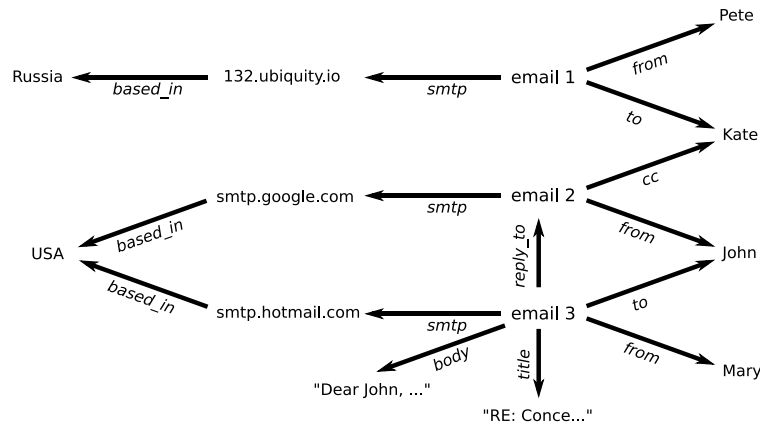 Pete
from
Russia
based_in
132.ubiquity.io
smtp
email 1
to
Kate
cc
smtp.google.com
smtp
email 2
based_in
from
USA
reply_to
John
based_in
to
smtp.hotmail.com
smtp
email 3
body
title
from
Mary
"Dear John, ..."
"RE: Conce..."